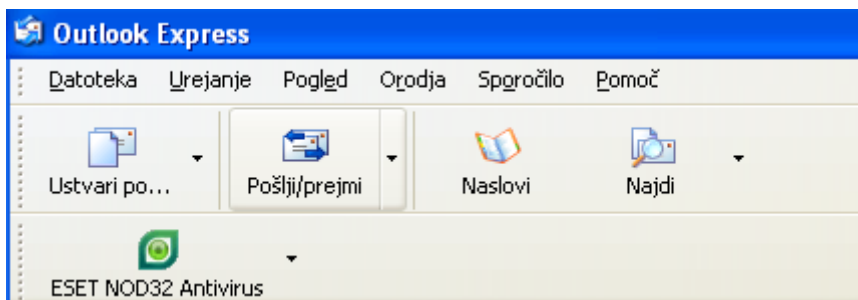 Outlook Express
Datoteka Urejanje Pogled Orodja Sporočilo Pomoč
Ustvari po... Pošlji/prejmi Naslovi Najdi
ESET NOD32 Antivirus